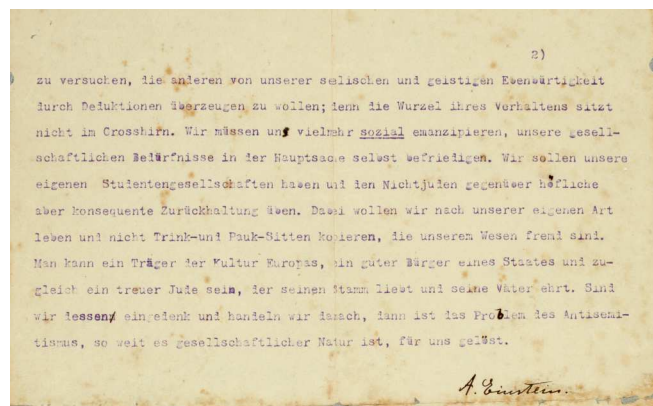 2)
zu versuchen, die anderen von unserer seelischen und geistigen Ebenbürtigkeit
durch Deduktionen überzeugen zu wollen; denn die Wurzel ihres Verhaltens sitzt
nicht im Grosshirn. Wir müssen uns vielmehr sozial emanzipieren, unsere gesell-
schaftlichen Bedürfnisse in der Hauptsache selbst befriedigen. Wir sollen unsere
eigenen Studentengesellschaften haben und den Nichtjuden gegenüber höfliche
aber konsequente Zurückhaltung üben. Dabei wollen wir nach unserer eigenen Art
leben und nicht Trink-und Pauk-Sitten kopieren, die unserem Wesen fremd sind.
Man kann ein Träger der Kultur Europas, ein guter Bürger eines Staates und zu-
gleich ein treuer Jude sein, der seinen Stamm liebt und seine Väter ehrt. Sind
wir dessen eingedenk und handeln wir danach, dann ist das Problem des Antisemi-
tismus, so weit es gesellschaftlicher Natur ist, für uns gelöst.
A. Einstein.